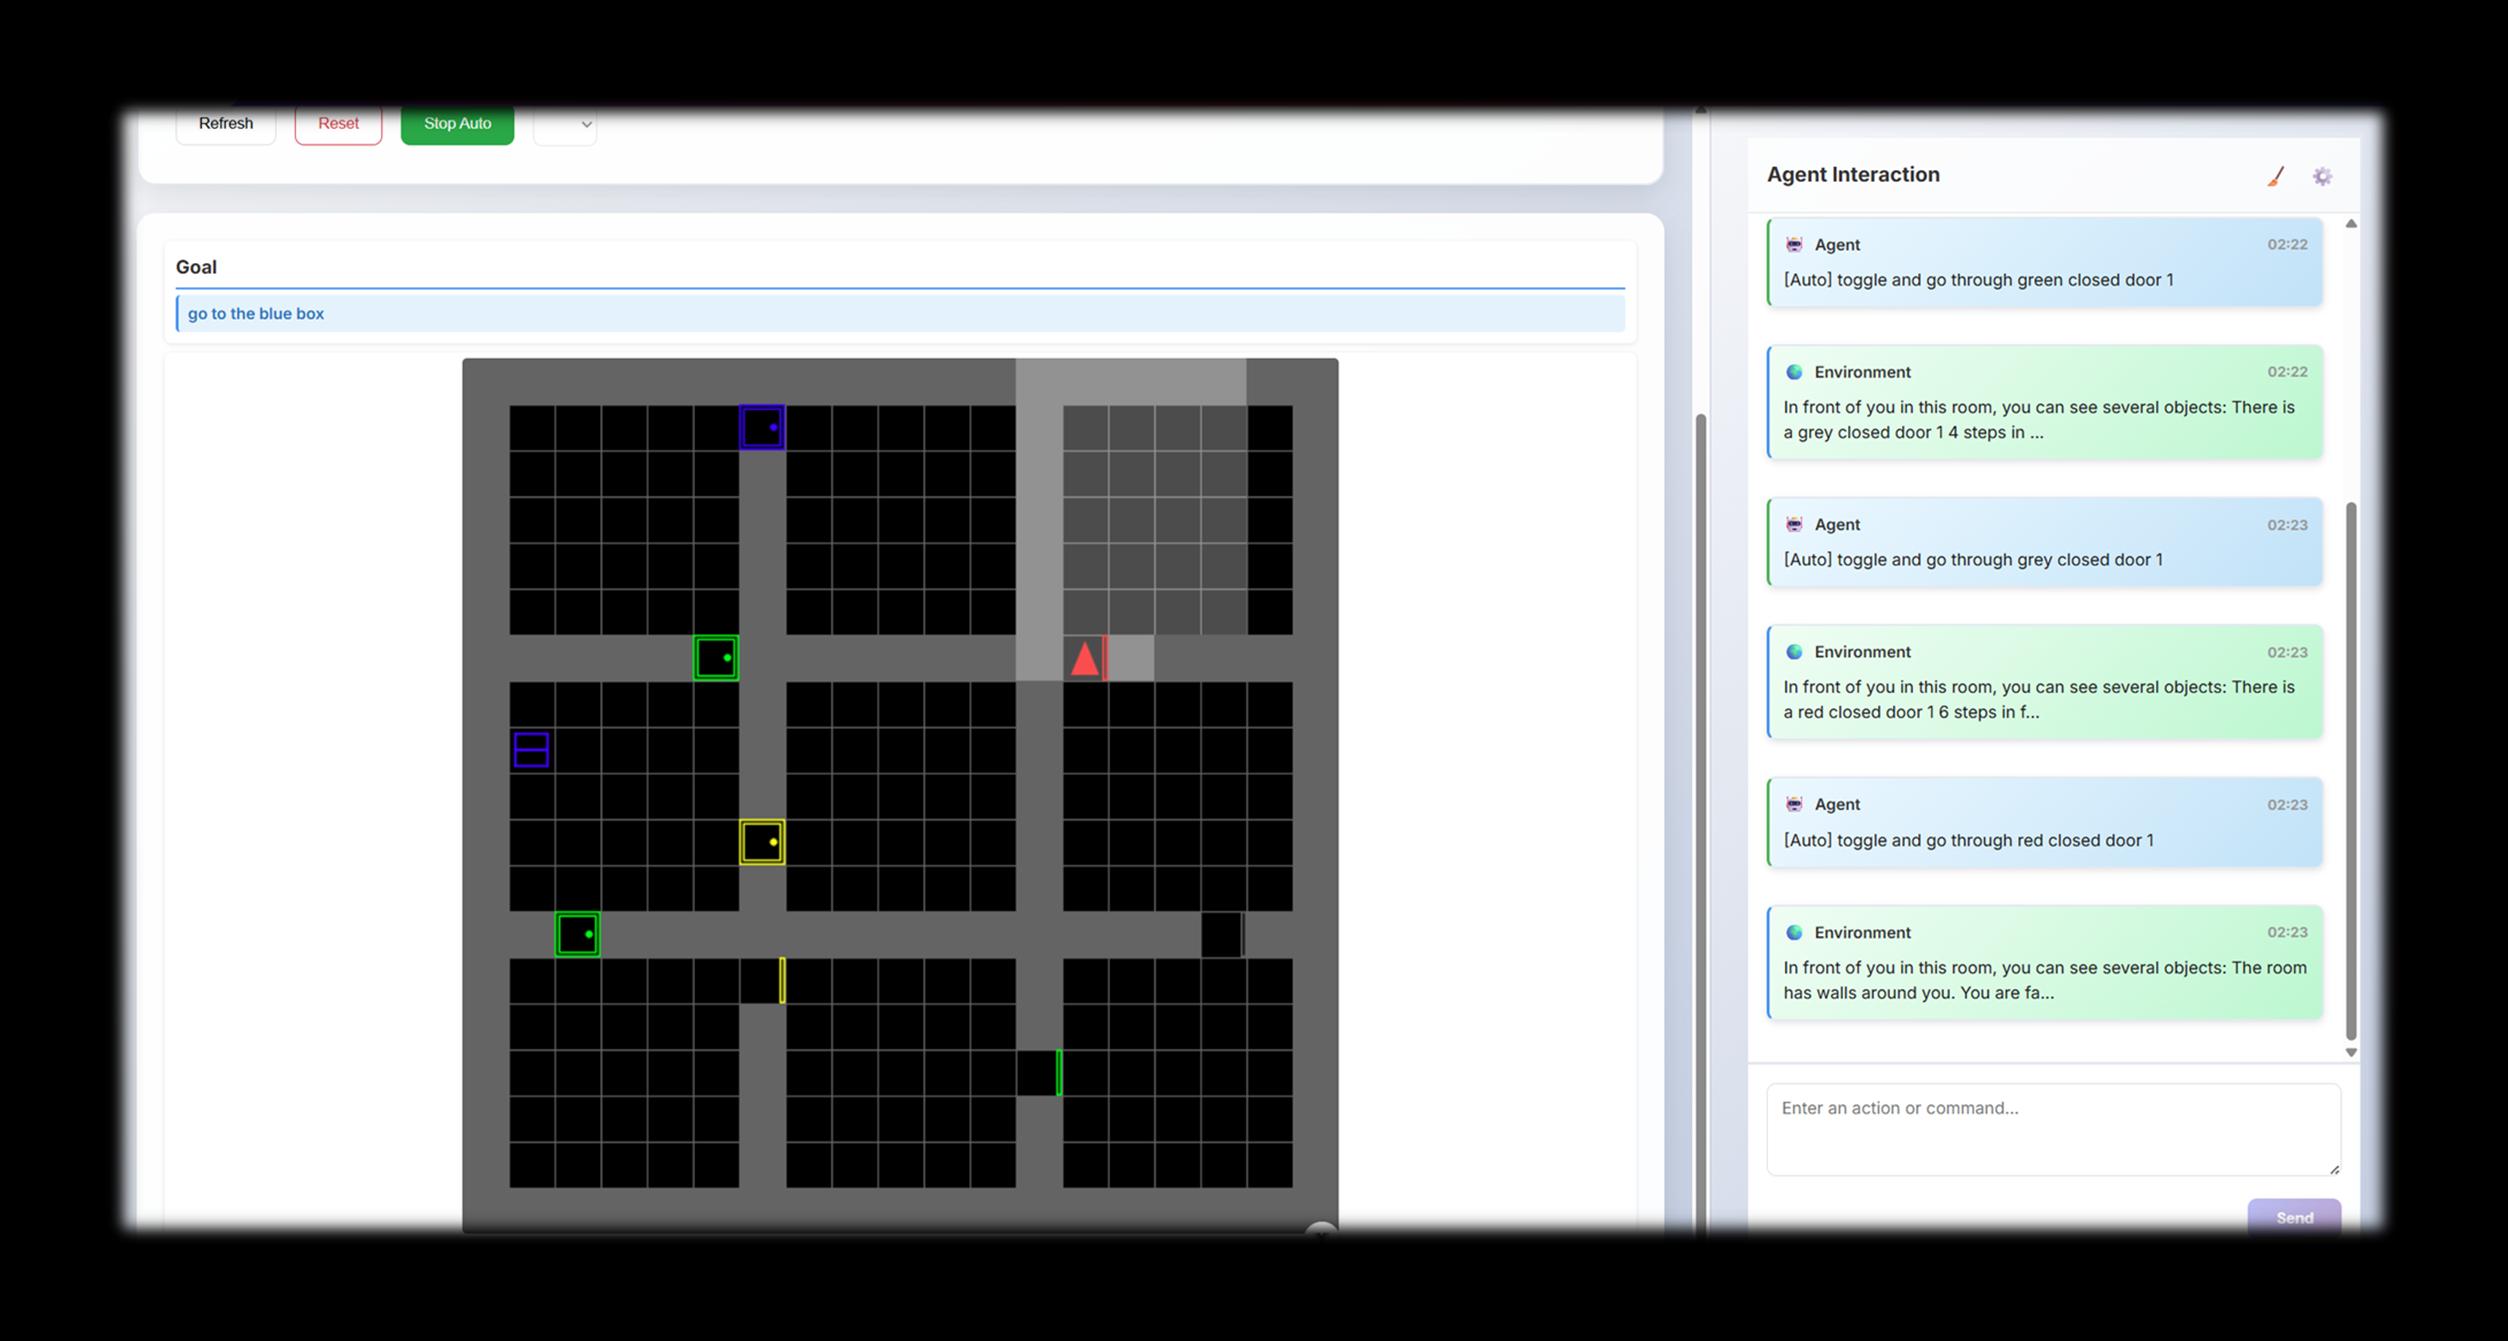 Refresh
Reset
Stop Auto
Goal
go to the blue box
Agent Interaction
Agent
02:22
[Auto] toggle and go through green closed door 1
Environment
02:22
In front of you in this room, you can see several objects: There is
a grey closed door 1 4 steps in ...
Agent
02:23
[Auto] toggle and go through grey closed door 1
Environment
02:23
In front of you in this room, you can see several objects: There is
a red closed door 1 6 steps in f...
Agent
02:23
[Auto] toggle and go through red closed door 1
Environment
02:23
In front of you in this room, you can see several objects: The room
has walls around you. You are fa...
Enter an action or command...
Send